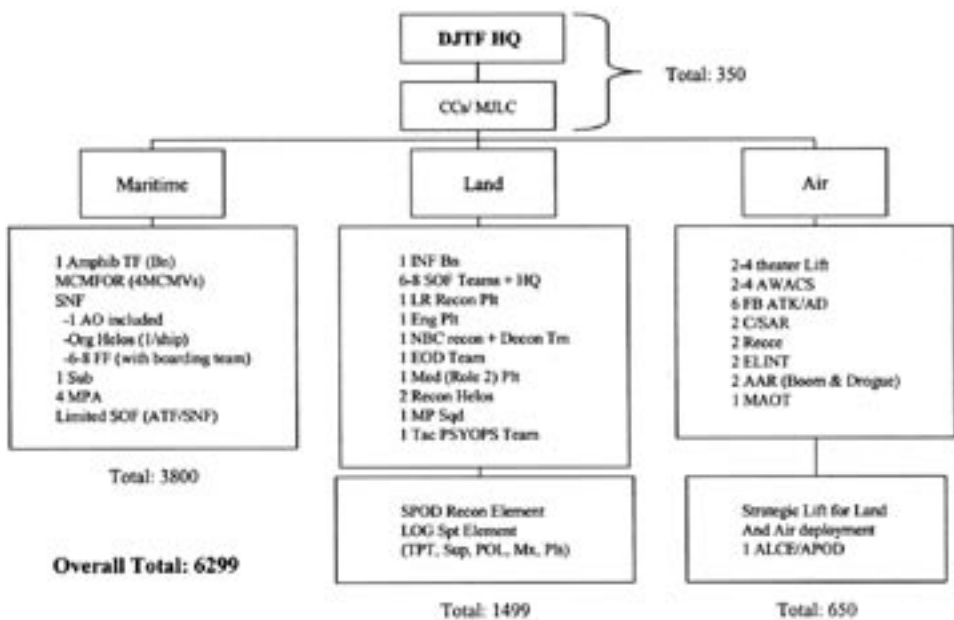 DJTF HQ
Total: 350
CCs/ MJLC
Maritime
Land
Air
1 Amphib TF (Bn)
MCMFOR (4MCMVs)
SNF
-1 AO included
-Org Helos (1/ship)
-6-8 FF (with boarding team)
1 Sub
4 MPA
Limited SOF (ATF/SNF)
Total: 3800
1 INF Bn
6-8 SOF Teams + HQ
1 LR Recon Plt
1 Eng Plt
1 NBC recon + Decon Tm
1 EOD Team
1 Med (Role 2) Plt
2 Recon Helos
1 MP Sqd
1 Tac PSYOPS Team
SPOD Recon Element
LOG Spt Element
(TPT, Sup, POL, Mx, Plt)
Total: 1499
2-4 theater Lift
2-4 AWACS
6 FB ATK/AD
2 C/SAR
2 Recce
2 ELINT
2 AAR (Boom & Drogue)
1 MAOT
Strategic Lift for Land
And Air deployment
1 ALCE/APOD
Total: 650
Overall Total: 6299